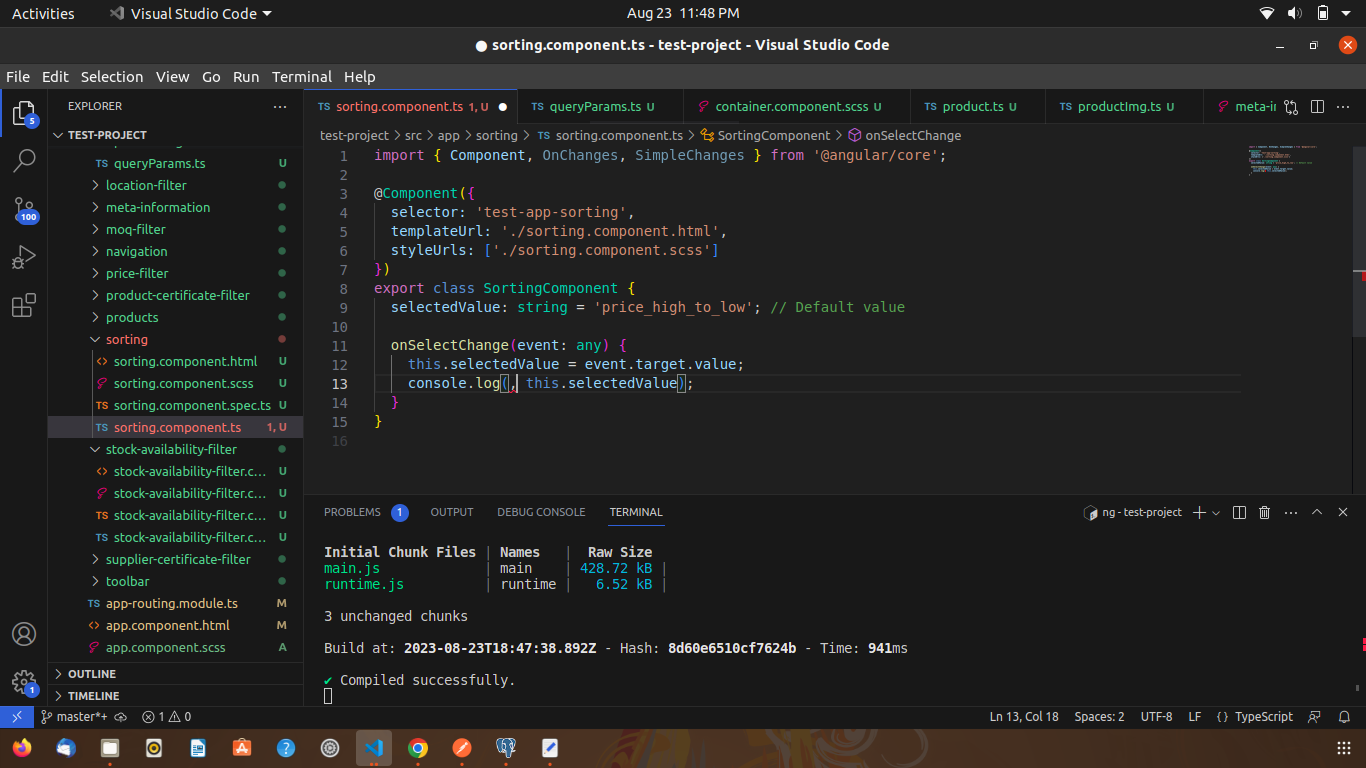 Activities
Visual Studio Code
Aug 23 11:48 PM
sorting.component.ts - test-project - Visual Studio Code
File Edit Selection View Go Run Terminal Help
EXPLORER
TS sorting.component.ts 1, U
TS queryParams.ts U
container.component.scss U
TS product.ts U
TS productImg.ts U
meta-i
5
TEST-PROJECT
test-project > src > app > sorting > TS sorting.component.ts > SortingComponent > onSelectChange
TS queryParams.ts U
location-filter
meta-information
moq-filter
navigation
price-filter
product-certificate-filter
products
sorting
sorting.component.html U
sorting.component.scss U
TS sorting.component.spec.ts U
TS sorting.component.ts 1, U
stock-availability-filter
stock-availability-filter.c... U
stock-availability-filter.c... U
TS stock-availability-filter.c... U
TS stock-availability-filter.c... U
supplier-certificate-filter
toolbar
TS app-routing.module.ts M
app.component.html M
app.component.scss A
OUTLINE
TIMELINE
100
1
1 import { Component, OnChanges, SimpleChanges } from '@angular/core';
2
3 @Component({
4 selector: 'test-app-sorting',
5 templateUrl: './sorting.component.html',
6 styleUrls: ['./sorting.component.scss']
7 })
8 export class SortingComponent {
9 selectedValue: string = 'price_high_to_low'; // Default value
10
11 onSelectChange(event: any) {
12 this.selectedValue = event.target.value;
13 console.log(, this.selectedValue);
14 }
15 }
16
PROBLEMS 1 OUTPUT DEBUG CONSOLE TERMINAL
ng - test-project
Initial Chunk Files | Names | Raw Size
main.js | main | 428.72 kB |
runtime.js | runtime | 6.52 kB |
3 unchanged chunks
Build at: 2023-08-23T18:47:38.892Z - Hash: 8d60e6510cf7624b - Time: 941ms
✔ Compiled successfully.
master*+ 1 0
Ln 13, Col 18 Spaces: 2 UTF-8 LF {} TypeScript